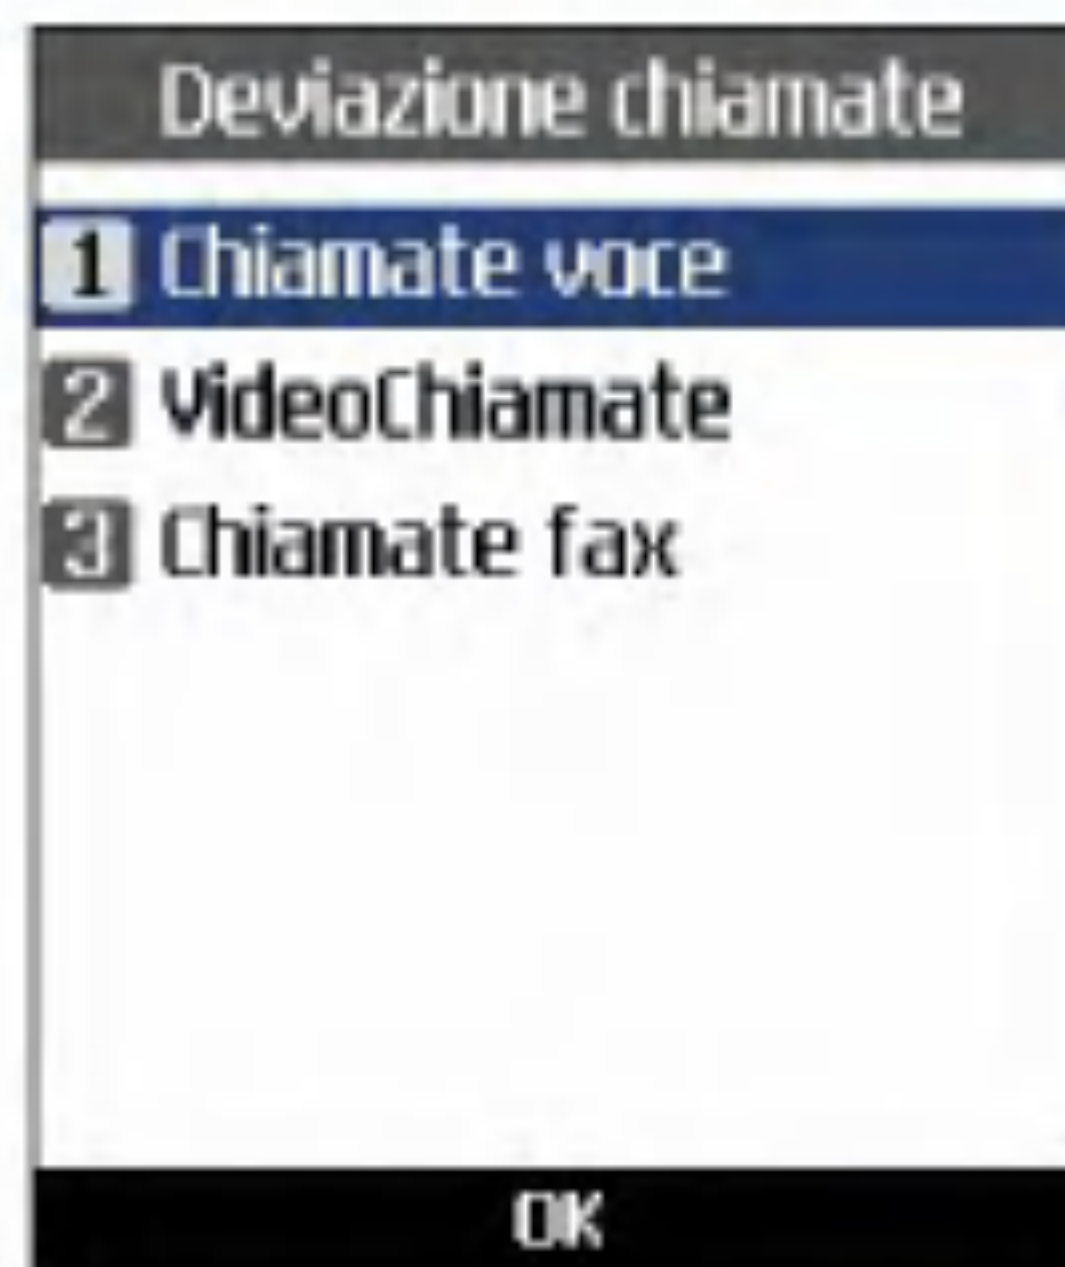 Deviazione chiamate
1 Chiamate voce
2 VideoChiamate
3 Chiamate fax
OK